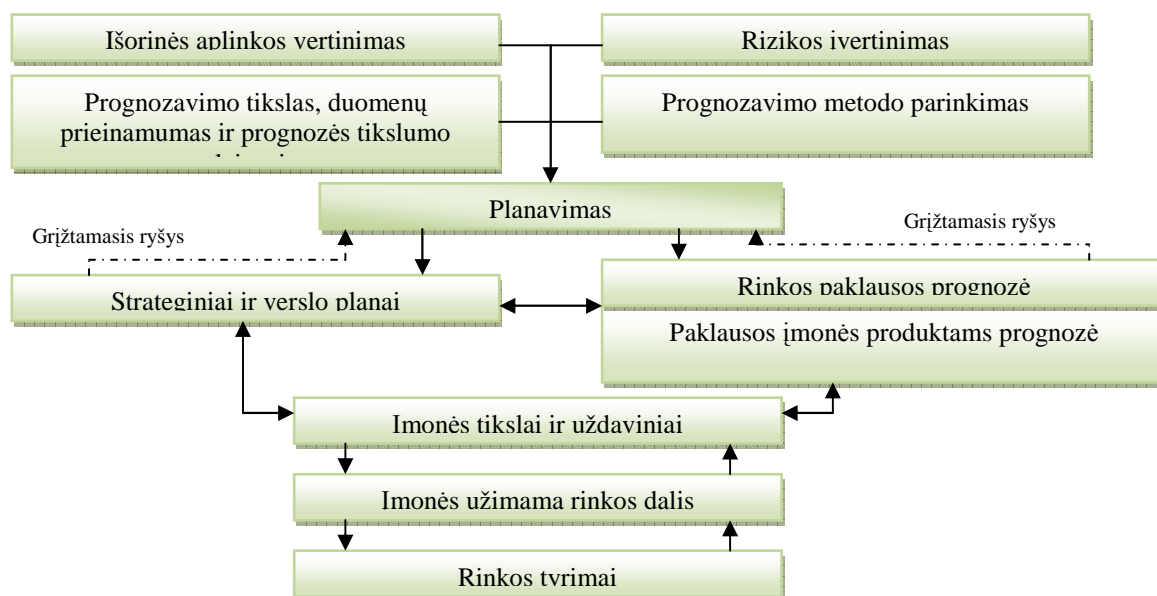 Išorinės aplinkos vertinimas
Rizikos įvertinimas
Prognozavimo tikslas, duomenų
prieinamumas ir prognozės tikslumo
Prognozavimo metodo parinkimas
Planavimas
Grįžtamasis ryšys
Grįžtamasis ryšys
Strateginiai ir verslo planai
Rinkos paklausos prognozė
Paklausos įmonės produktams prognozė
Įmonės tikslai ir uždaviniai
Įmonės užimama rinkos dalis
Rinkos tyrimai